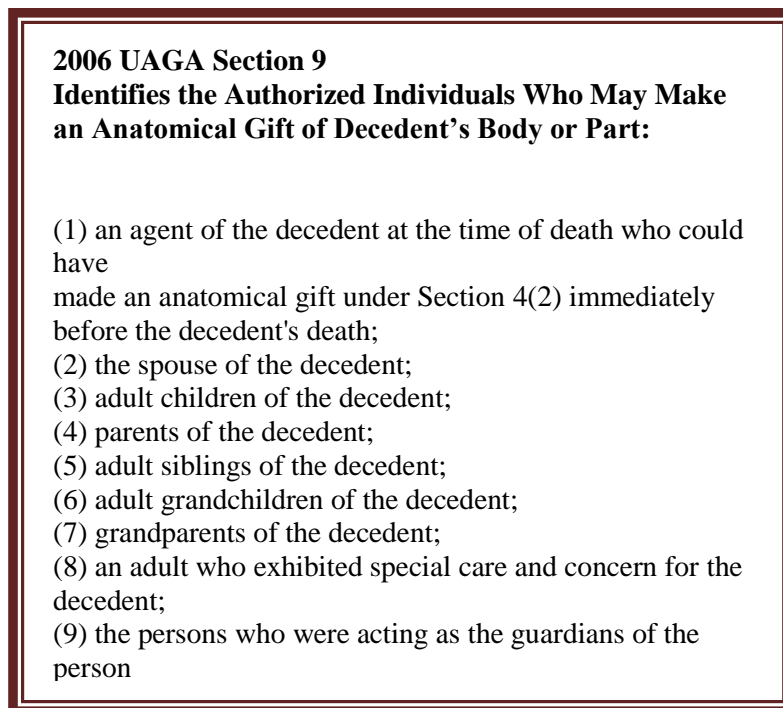 2006 UAGA Section 9
Identifies the Authorized Individuals Who May Make
an Anatomical Gift of Decedent’s Body or Part:
(1) an agent of the decedent at the time of death who could
have
made an anatomical gift under Section 4(2) immediately
before the decedent's death;
(2) the spouse of the decedent;
(3) adult children of the decedent;
(4) parents of the decedent;
(5) adult siblings of the decedent;
(6) adult grandchildren of the decedent;
(7) grandparents of the decedent;
(8) an adult who exhibited special care and concern for the
decedent;
(9) the persons who were acting as the guardians of the
person